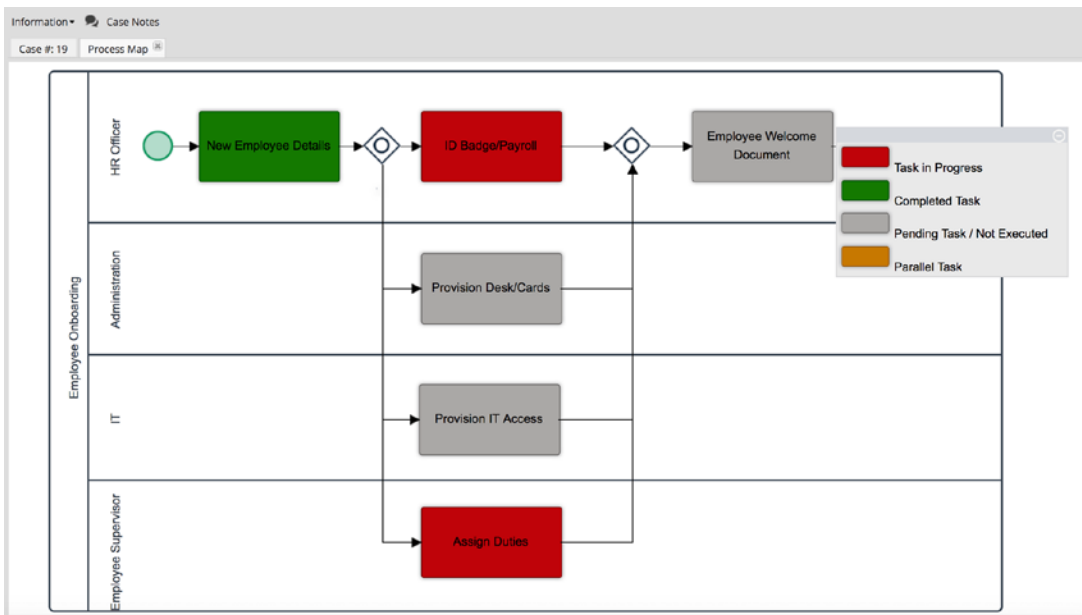 Information
Case Notes
Case #: 19
Process Map
Employee Onboarding
HR Officer
New Employee Details
ID Badge/Payroll
Employee Welcome
Document
Task in Progress
Completed Task
Pending Task / Not Executed
Parallel Task
Administration
Provision Desk/Cards
IT
Provision IT Access
Employee Supervisor
Assign Duties